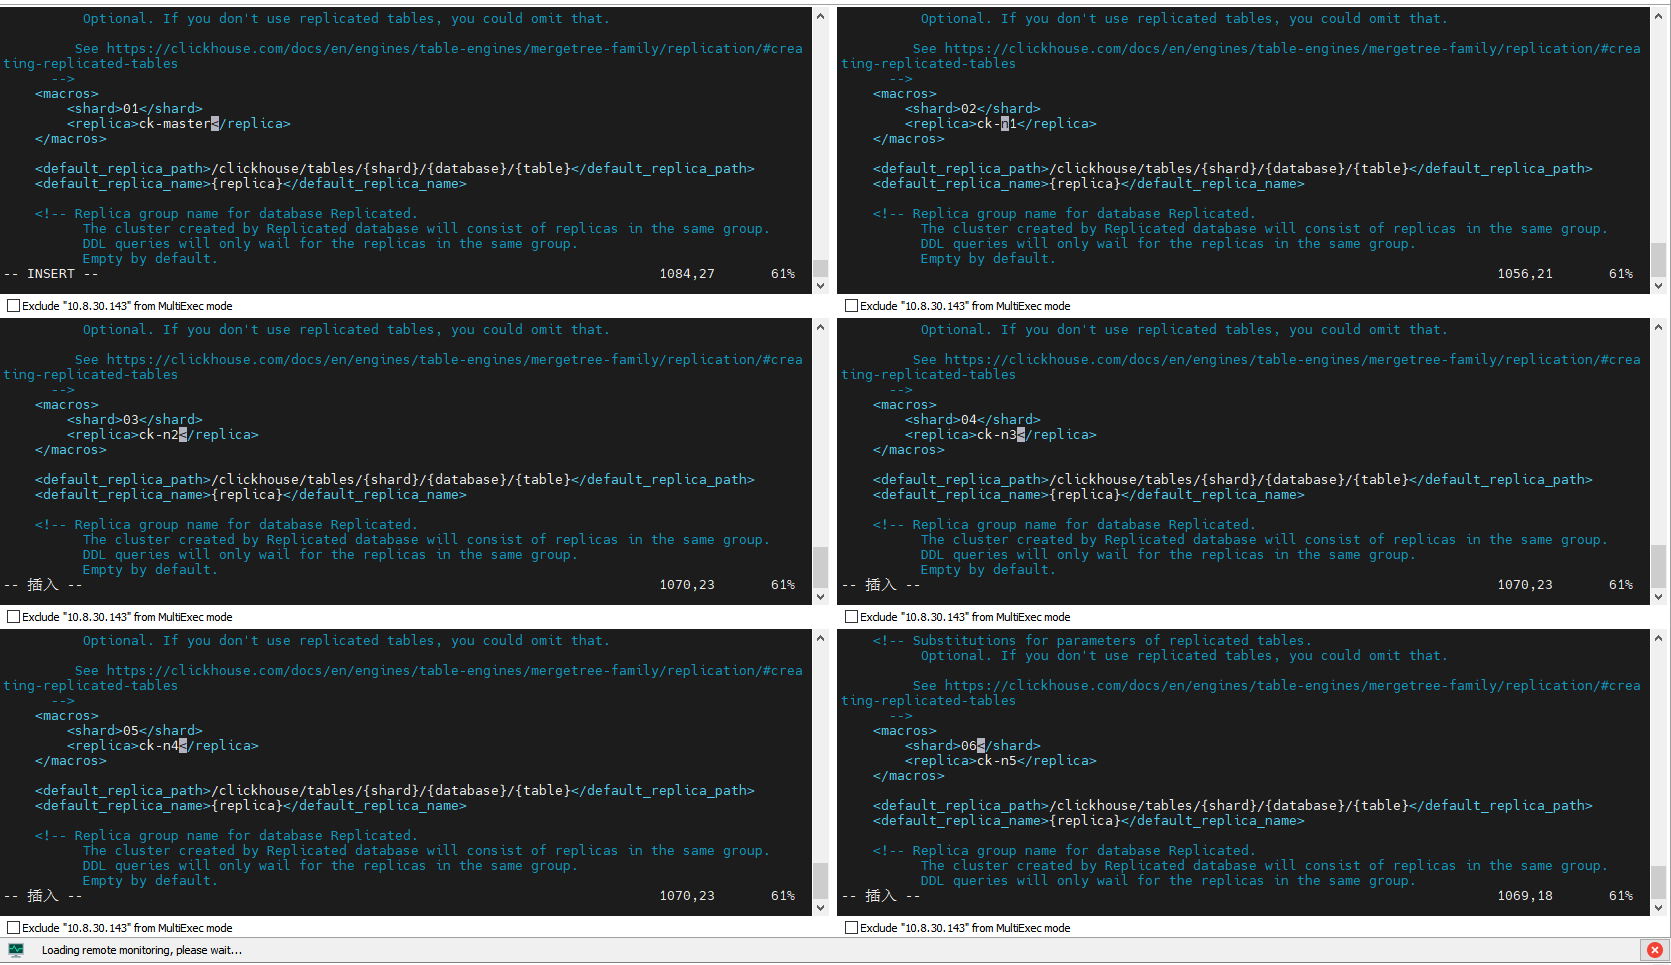 Optional. If you don't use replicated tables, you could omit that.
See https://clickhouse.com/docs/en/engines/table-engines/mergetree-family/replication/#crea
ting-replicated-tables
-->
<macros>
<shard>01</shard>
<replica>ck-master</replica>
</macros>
<default_replica_path>/clickhouse/tables/{shard}/{database}/{table}</default_replica_path>
<default_replica_name>{replica}</default_replica_name>
<!-- Replica group name for database Replicated.
The cluster created by Replicated database will consist of replicas in the same group.
DDL queries will only wail for the replicas in the same group.
Empty by default.
-- INSERT -- 1084,27 61%
Exclude "10.8.30.143" from MultiExec mode
Optional. If you don't use replicated tables, you could omit that.
See https://clickhouse.com/docs/en/engines/table-engines/mergetree-family/replication/#crea
ting-replicated-tables
-->
<macros>
<shard>02</shard>
<replica>ck-n1</replica>
</macros>
<default_replica_path>/clickhouse/tables/{shard}/{database}/{table}</default_replica_path>
<default_replica_name>{replica}</default_replica_name>
<!-- Replica group name for database Replicated.
The cluster created by Replicated database will consist of replicas in the same group.
DDL queries will only wail for the replicas in the same group.
Empty by default.
1056,21 61%
Exclude "10.8.30.143" from MultiExec mode
Optional. If you don't use replicated tables, you could omit that.
See https://clickhouse.com/docs/en/engines/table-engines/mergetree-family/replication/#crea
ting-replicated-tables
-->
<macros>
<shard>03</shard>
<replica>ck-n2</replica>
</macros>
<default_replica_path>/clickhouse/tables/{shard}/{database}/{table}</default_replica_path>
<default_replica_name>{replica}</default_replica_name>
<!-- Replica group name for database Replicated.
The cluster created by Replicated database will consist of replicas in the same group.
DDL queries will only wail for the replicas in the same group.
Empty by default.
-- 插入 -- 1070,23 61%
Exclude "10.8.30.143" from MultiExec mode
Optional. If you don't use replicated tables, you could omit that.
See https://clickhouse.com/docs/en/engines/table-engines/mergetree-family/replication/#crea
ting-replicated-tables
-->
<macros>
<shard>04</shard>
<replica>ck-n3</replica>
</macros>
<default_replica_path>/clickhouse/tables/{shard}/{database}/{table}</default_replica_path>
<default_replica_name>{replica}</default_replica_name>
<!-- Replica group name for database Replicated.
The cluster created by Replicated database will consist of replicas in the same group.
DDL queries will only wail for the replicas in the same group.
Empty by default.
-- 插入 -- 1070,23 61%
Exclude "10.8.30.143" from MultiExec mode
Optional. If you don't use replicated tables, you could omit that.
See https://clickhouse.com/docs/en/engines/table-engines/mergetree-family/replication/#crea
ting-replicated-tables
-->
<macros>
<shard>05</shard>
<replica>ck-n4</replica>
</macros>
<default_replica_path>/clickhouse/tables/{shard}/{database}/{table}</default_replica_path>
<default_replica_name>{replica}</default_replica_name>
<!-- Replica group name for database Replicated.
The cluster created by Replicated database will consist of replicas in the same group.
DDL queries will only wail for the replicas in the same group.
Empty by default.
-- 插入 -- 1070,23 61%
Exclude "10.8.30.143" from MultiExec mode
<!-- Substitutions for parameters of replicated tables.
Optional. If you don't use replicated tables, you could omit that.
See https://clickhouse.com/docs/en/engines/table-engines/mergetree-family/replication/#crea
ting-replicated-tables
-->
<macros>
<shard>06</shard>
<replica>ck-n5</replica>
</macros>
<default_replica_path>/clickhouse/tables/{shard}/{database}/{table}</default_replica_path>
<default_replica_name>{replica}</default_replica_name>
<!-- Replica group name for database Replicated.
The cluster created by Replicated database will consist of replicas in the same group.
DDL queries will only wail for the replicas in the same group.
-- 插入 -- 1069,18 61%
Exclude "10.8.30.143" from MultiExec mode
Loading remote monitoring, please wait...